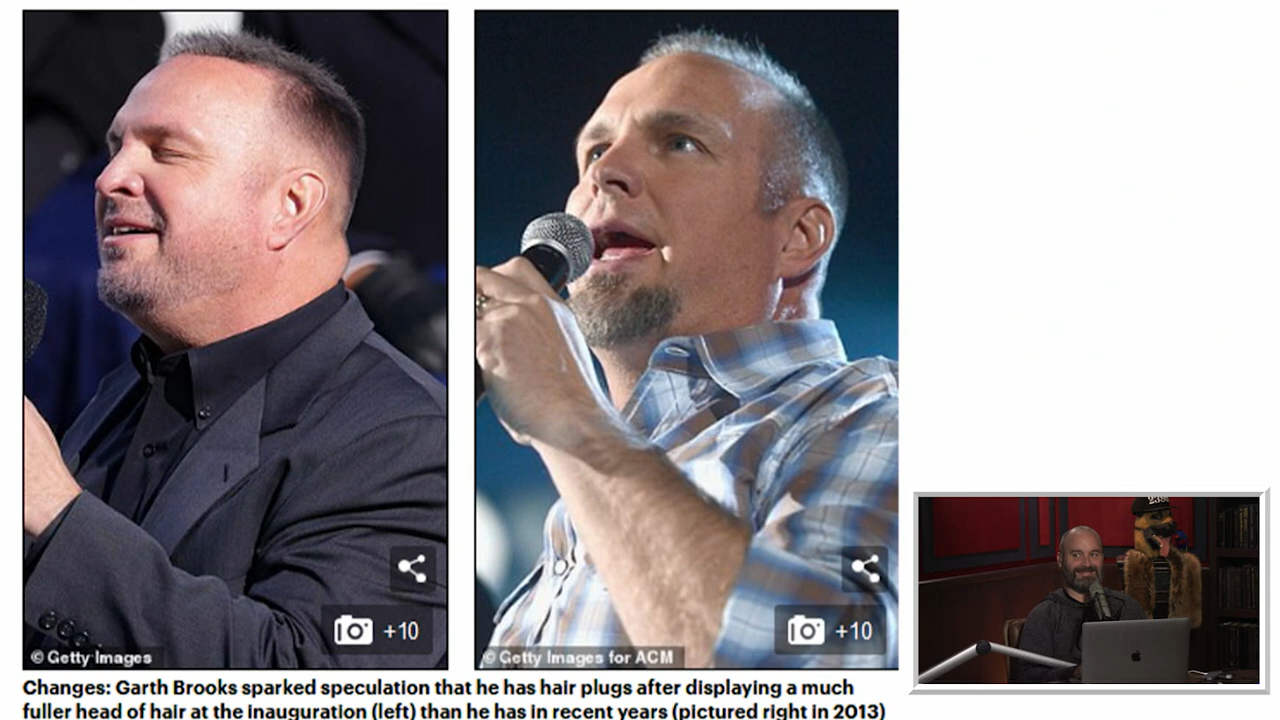 +10
© Getty Images
+10
© Getty Images for ACM
Changes: Garth Brooks sparked speculation that he has hair plugs after displaying a much
fuller head of hair at the inauguration (left) than he has in recent years (pictured right in 2013)